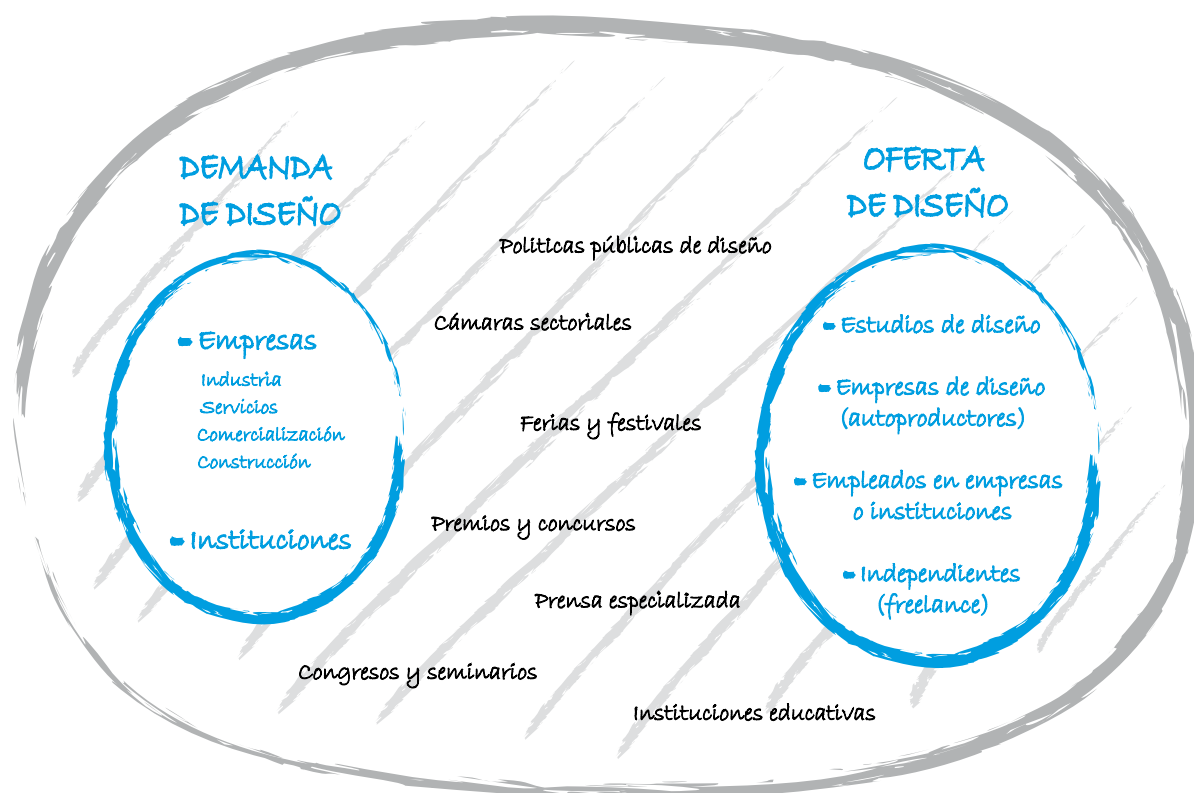 DEMANDA
DE DISEÑO
- Empresas
Industria
Servicios
Comercialización
Construcción
- Instituciones
Politicas públicas de diseño
Cámaras sectoriales
Ferias y festivales
Premios y concursos
Prensa especializada
Congresos y seminarios
Instituciones educativas
OFERTA
DE DISEÑO
- Estudios de diseño
- Empresas de diseño
(autoproductores)
- Empleados en empresas
o instituciones
- Independientes
(freelance)